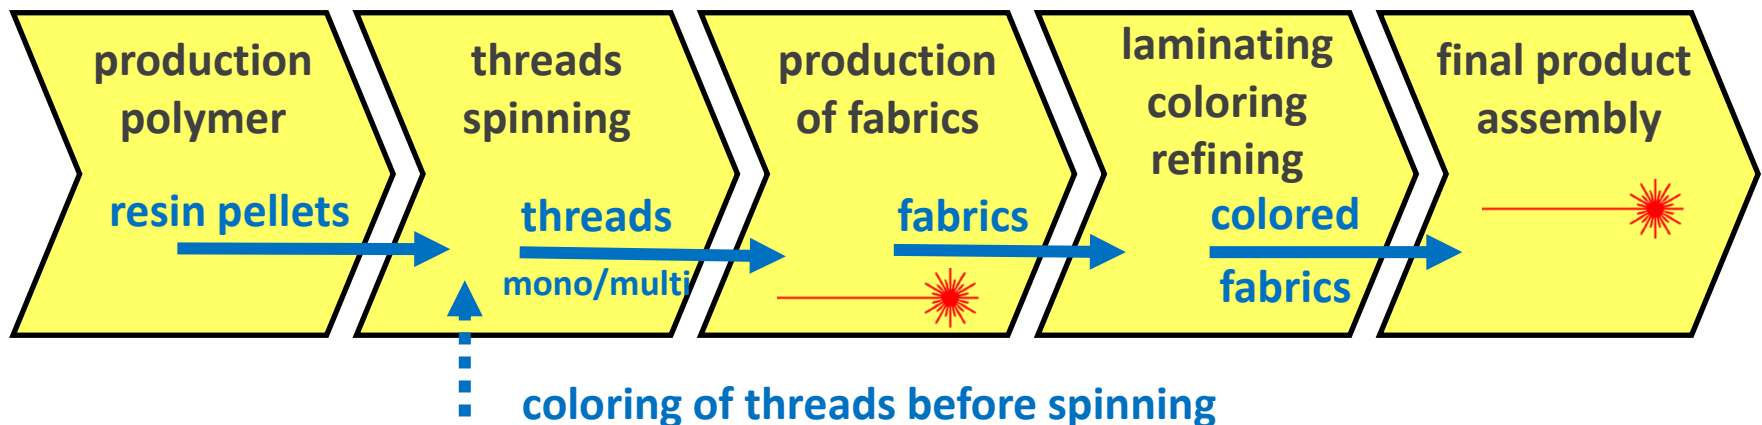 production
polymer
threads
spinning
production
of fabrics
laminating
coloring
refining
final product
assembly
resin pellets
threads
mono/multi
fabrics
colored
fabrics
coloring of threads before spinning